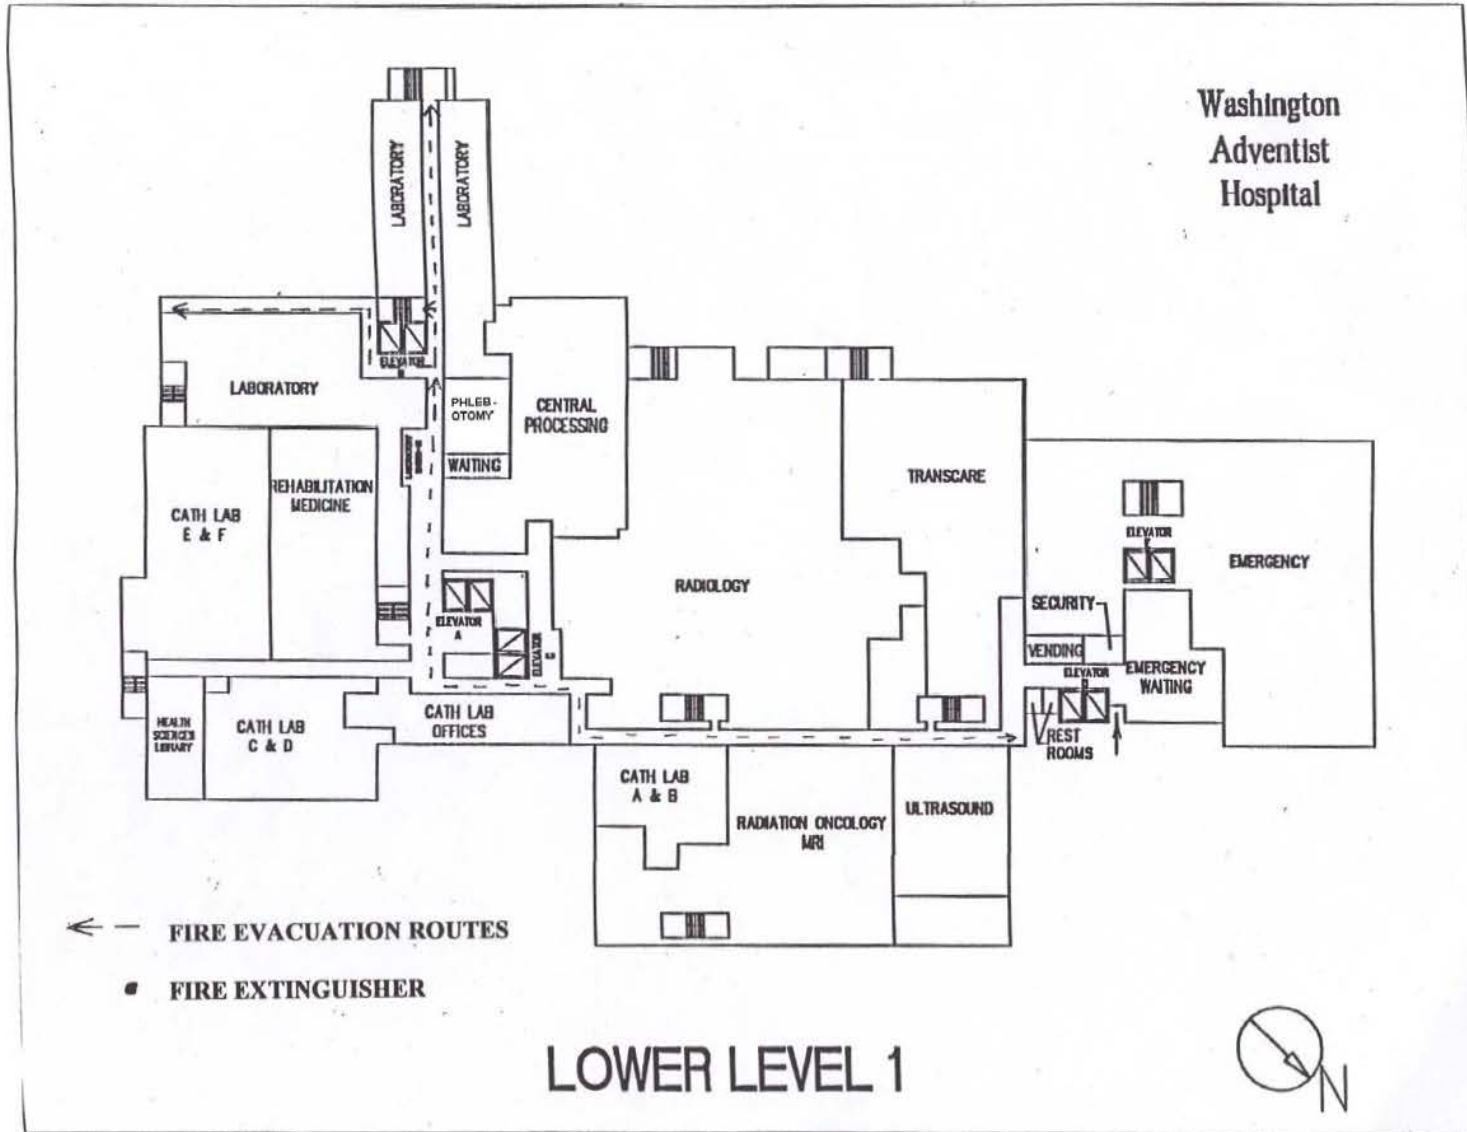 Washington
Adventist
Hospital
LABORATORY
LABORATORY
ELEVATOR
LABORATORY
PHLEB-
OTOMY
WAITING
CENTRAL
PROCESSING
CATH LAB
E & F
REHABILITATION
MEDICINE
RADIOLOGY
TRANSCARE
ELEVATOR
EMERGENCY
SECURITY
VENDING
EMERGENCY
WAITING
ELEVATOR
REST
ROOMS
ELEVATOR
A
ELEVATOR
HEALTH
SCIENCES
LIBRARY
CATH LAB
C & D
CATH LAB
OFFICES
CATH LAB
A & B
RADIATION ONCOLOGY
MRI
ULTRASOUND
FIRE EVACUATION ROUTES
FIRE EXTINGUISHER
LOWER LEVEL 1
N